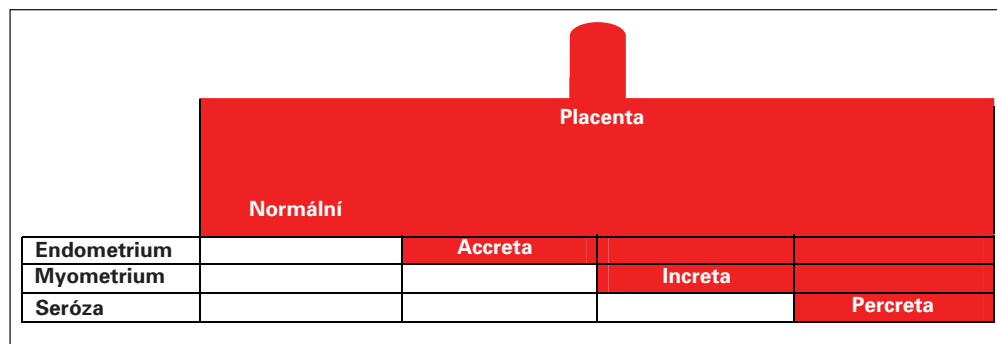 Placenta
Normální
Endometrium Accreta
Myometrium Increta
Seróza Percreta